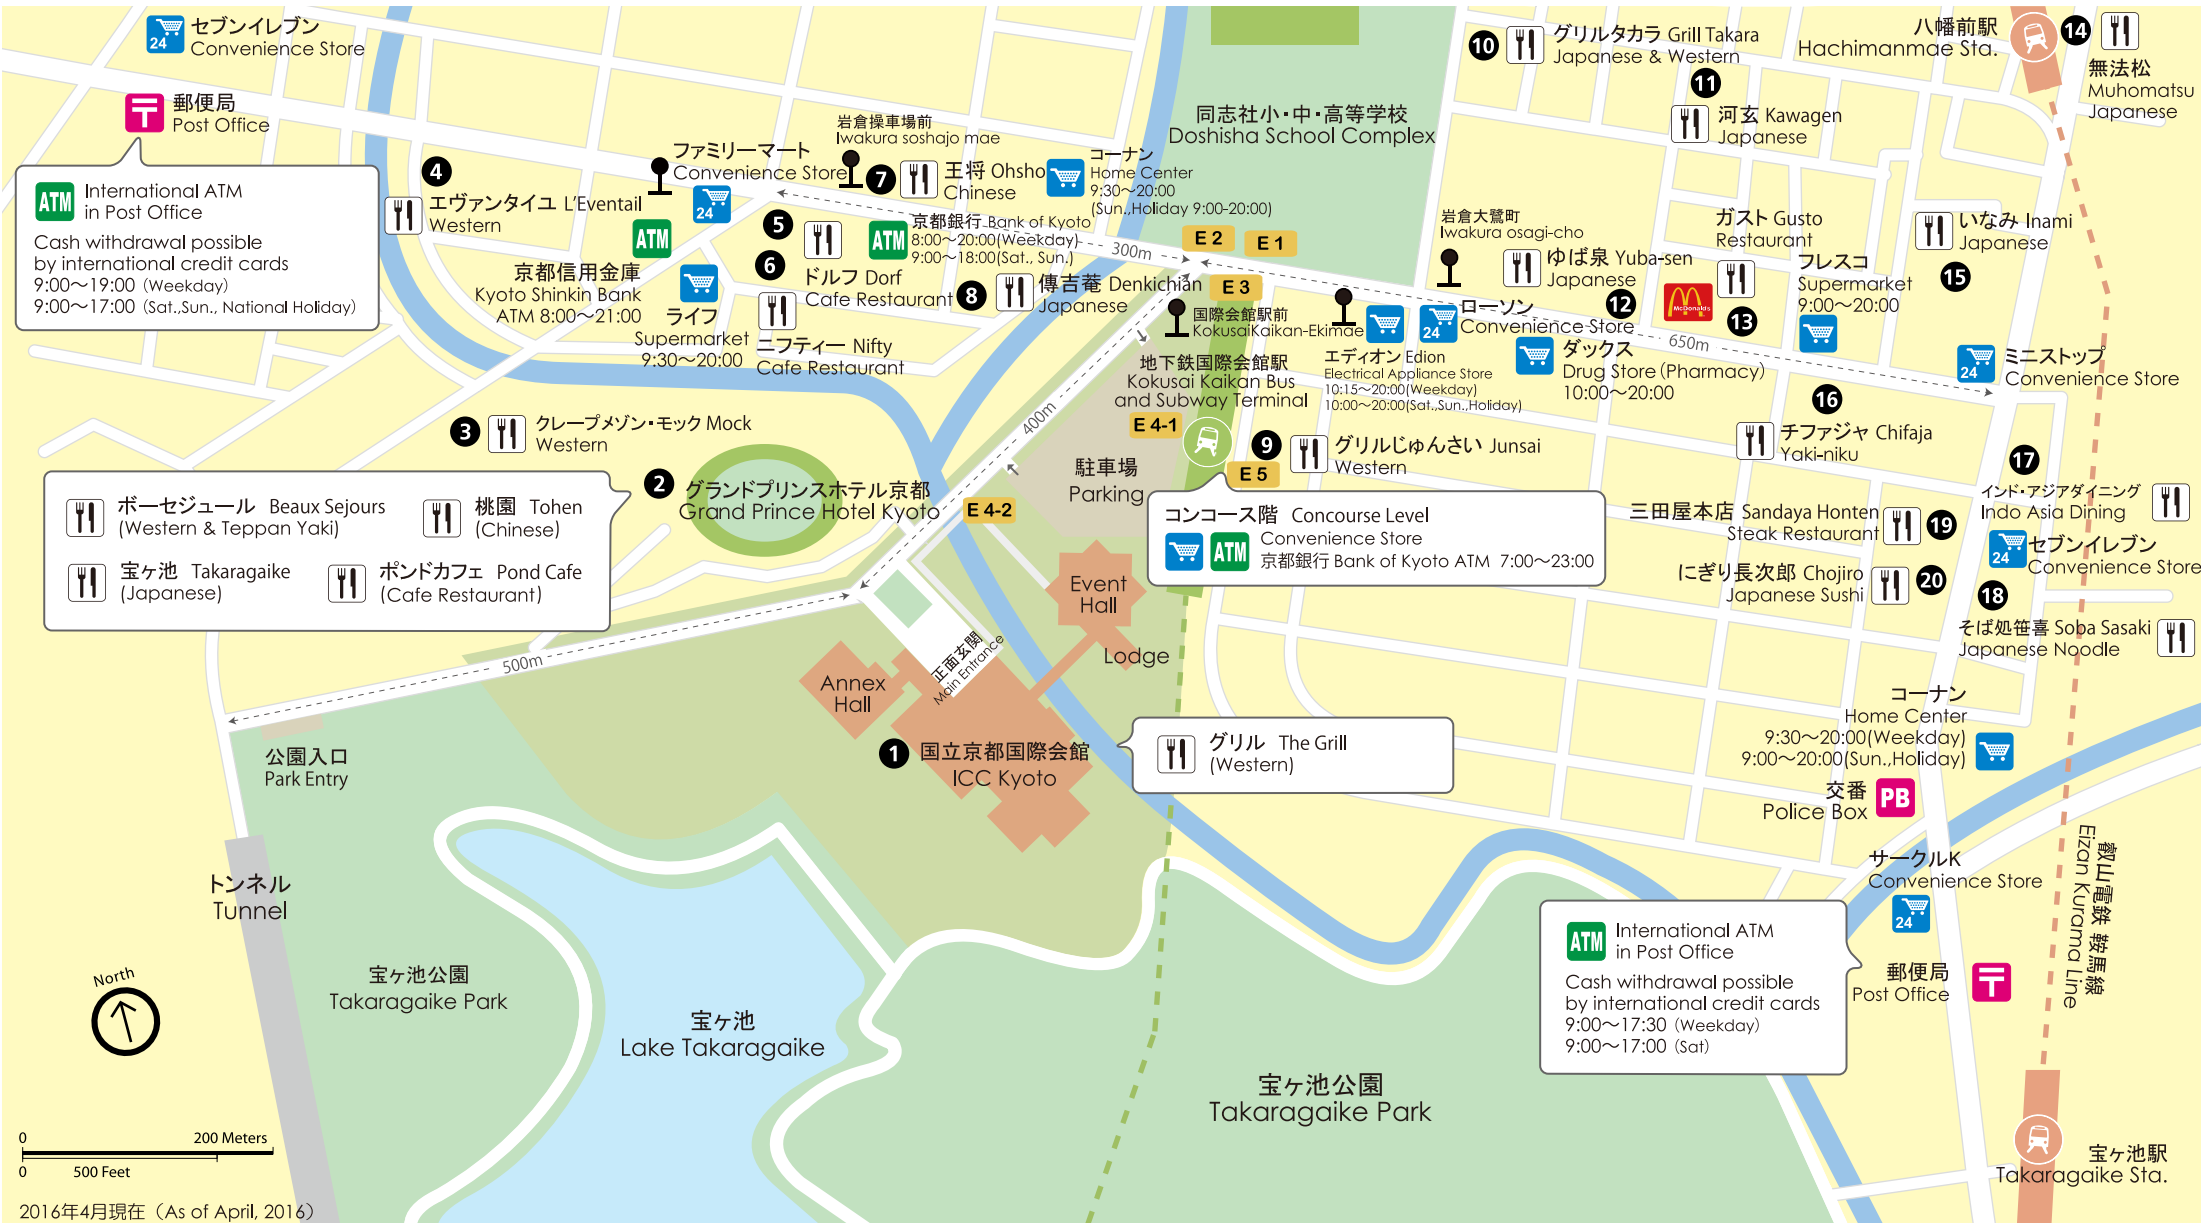 セブンイレブン
24
Convenience Store
郵便局
Post Office
ATM
International ATM
in Post Office
Cash withdrawal possible
by international credit cards
9:00〜19:00 (Weekday)
9:00〜17:00 (Sat.,Sun., National Holiday)
4
エヴァンタイユ L'Eventail
Western
ファミリーマート
Convenience Store
24
ATM
京都信用金庫
Kyoto Shinkin Bank
ATM 8:00〜21:00
ライフ
Supermarket
9:30〜20:00
岩倉操車場前
Iwakura soshajo mae
7
王将 Ohsho
Chinese
コーナン
Home Center
9:30〜20:00
(Sun.,Holiday 9:00-20:00)
5
6
ドルフ Dorf
Cafe Restaurant
ニフティー Nifty
Cafe Restaurant
ATM
京都銀行 Bank of Kyoto
8:00〜20:00(Weekday)
9:00〜18:00(Sat., Sun.)
8
傳吉菴 Denkichian
Japanese
300m
E 2
E 1
E 3
同志社小・中・高等学校
Doshisha School Complex
国際会館駅前
KokusaiKaikan-Ekimae
地下鉄国際会館駅
Kokusai Kaikan Bus
and Subway Terminal
E 4-1
E 5
駐車場
Parking
400m
エディオン Edion
Electrical Appliance Store
10:15〜20:00(Weekday)
10:00〜20:00(Sat.,Sun.,Holiday)
24
ローソン
Convenience Store
岩倉大鷺町
Iwakura osagi-cho
ゆば泉 Yuba-sen
Japanese
12
McDonald's
13
ガスト Gusto
Restaurant
フレスコ
Supermarket
9:00〜20:00
ダックス
Drug Store (Pharmacy)
10:00〜20:00
650m
10
グリルタカラ Grill Takara
Japanese & Western
11
河玄 Kawagen
Japanese
八幡前駅
Hachimanmae Sta.
14
無法松
Muhomatsu
Japanese
いなみ Inami
Japanese
15
24
ミニストップ
Convenience Store
16
チファジャ Chifaja
Yaki-niku
3
クレープメゾン・モック Mock
Western
2
グランドプリンスホテル京都
Grand Prince Hotel Kyoto
ボーセジュール Beaux Sejours
(Western & Teppan Yaki)
桃園 Tohen
(Chinese)
宝ヶ池 Takaragaike
(Japanese)
ポンドカフェ Pond Cafe
(Cafe Restaurant)
E 4-2
9
グリルじゅんさい Junsai
Western
コンコース階 Concourse Level
Convenience Store
ATM
京都銀行 Bank of Kyoto ATM 7:00〜23:00
17
インド・アジアダイニング
Indo Asia Dining
三田屋本店 Sandaya Honten
Steak Restaurant
19
24
セブンイレブン
Convenience Store
にぎり長次郎 Chojiro
Japanese Sushi
20
18
そば処笹喜 Soba Sasaki
Japanese Noodle
Event
Hall
Lodge
正面玄関
Main Entrance
Annex
Hall
1
国立京都国際会館
ICC Kyoto
グリル The Grill
(Western)
500m
公園入口
Park Entry
トンネル
Tunnel
コーナン
Home Center
9:30〜20:00(Weekday)
9:00〜20:00(Sun.,Holiday)
交番
Police Box
PB
サークルK
Convenience Store
24
叡山電鉄 鞍馬線
Eizan Kurama Line
ATM
International ATM
in Post Office
Cash withdrawal possible
by international credit cards
9:00〜17:30 (Weekday)
9:00〜17:00 (Sat)
郵便局
Post Office
宝ヶ池公園
Takaragaike Park
宝ヶ池
Lake Takaragaike
宝ヶ池公園
Takaragaike Park
宝ヶ池駅
Takaragaike Sta.
North
0
200 Meters
0
500 Feet
2016年4月現在 (As of April, 2016)